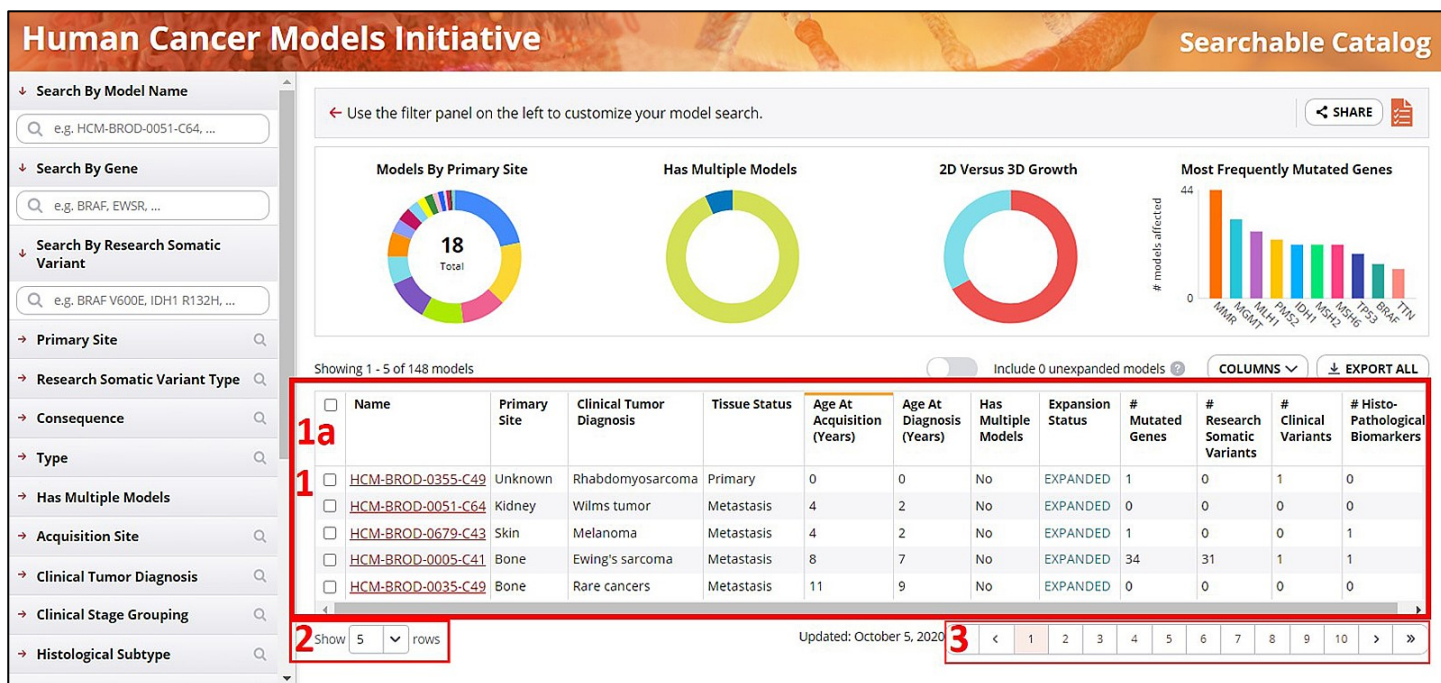 Human Cancer Models Initiative
Searchable Catalog
Search By Model Name
e.g. HCM-BROD-0051-C64, ...
Search By Gene
e.g. BRAF, EWSR, ...
Search By Research Somatic
Variant
e.g. BRAF V600E, IDH1 R132H, ...
Primary Site
Research Somatic Variant Type
Consequence
Type
Has Multiple Models
Acquisition Site
Clinical Tumor Diagnosis
Clinical Stage Grouping
Histological Subtype
← Use the filter panel on the left to customize your model search.
SHARE
Models By Primary Site
18
Total
Has Multiple Models
2D Versus 3D Growth
Most Frequently Mutated Genes
# models affected
44
0
MMR MGMT MLH1 PMS2 IDH1 MSH2 MSH6 TP53 BRAF TTN
Showing 1 - 5 of 148 models
Include 0 unexpanded models ?
COLUMNS
EXPORT ALL
1a
Name
Primary
Site
Clinical Tumor
Diagnosis
Tissue Status
Age At
Acquisition
(Years)
Age At
Diagnosis
(Years)
Has
Multiple
Models
Expansion
Status
#
Mutated
Genes
#
Research
Somatic
Variants
#
Clinical
Variants
# Histo-
Pathological
Biomarkers
1
HCM-BROD-0355-C49 Unknown Rhabdomyosarcoma Primary 0 0 No EXPANDED 1 0 1 0
HCM-BROD-0051-C64 Kidney Wilms tumor Metastasis 4 2 No EXPANDED 0 0 0 0
HCM-BROD-0679-C43 Skin Melanoma Metastasis 4 2 No EXPANDED 1 0 0 1
HCM-BROD-0005-C41 Bone Ewing's sarcoma Metastasis 8 7 No EXPANDED 34 31 1 1
HCM-BROD-0035-C49 Bone Rare cancers Metastasis 11 9 No EXPANDED 0 0 0 0
2
Show 5 rows
Updated: October 5, 2020
3
‹ 1 2 3 4 5 6 7 8 9 10 › »